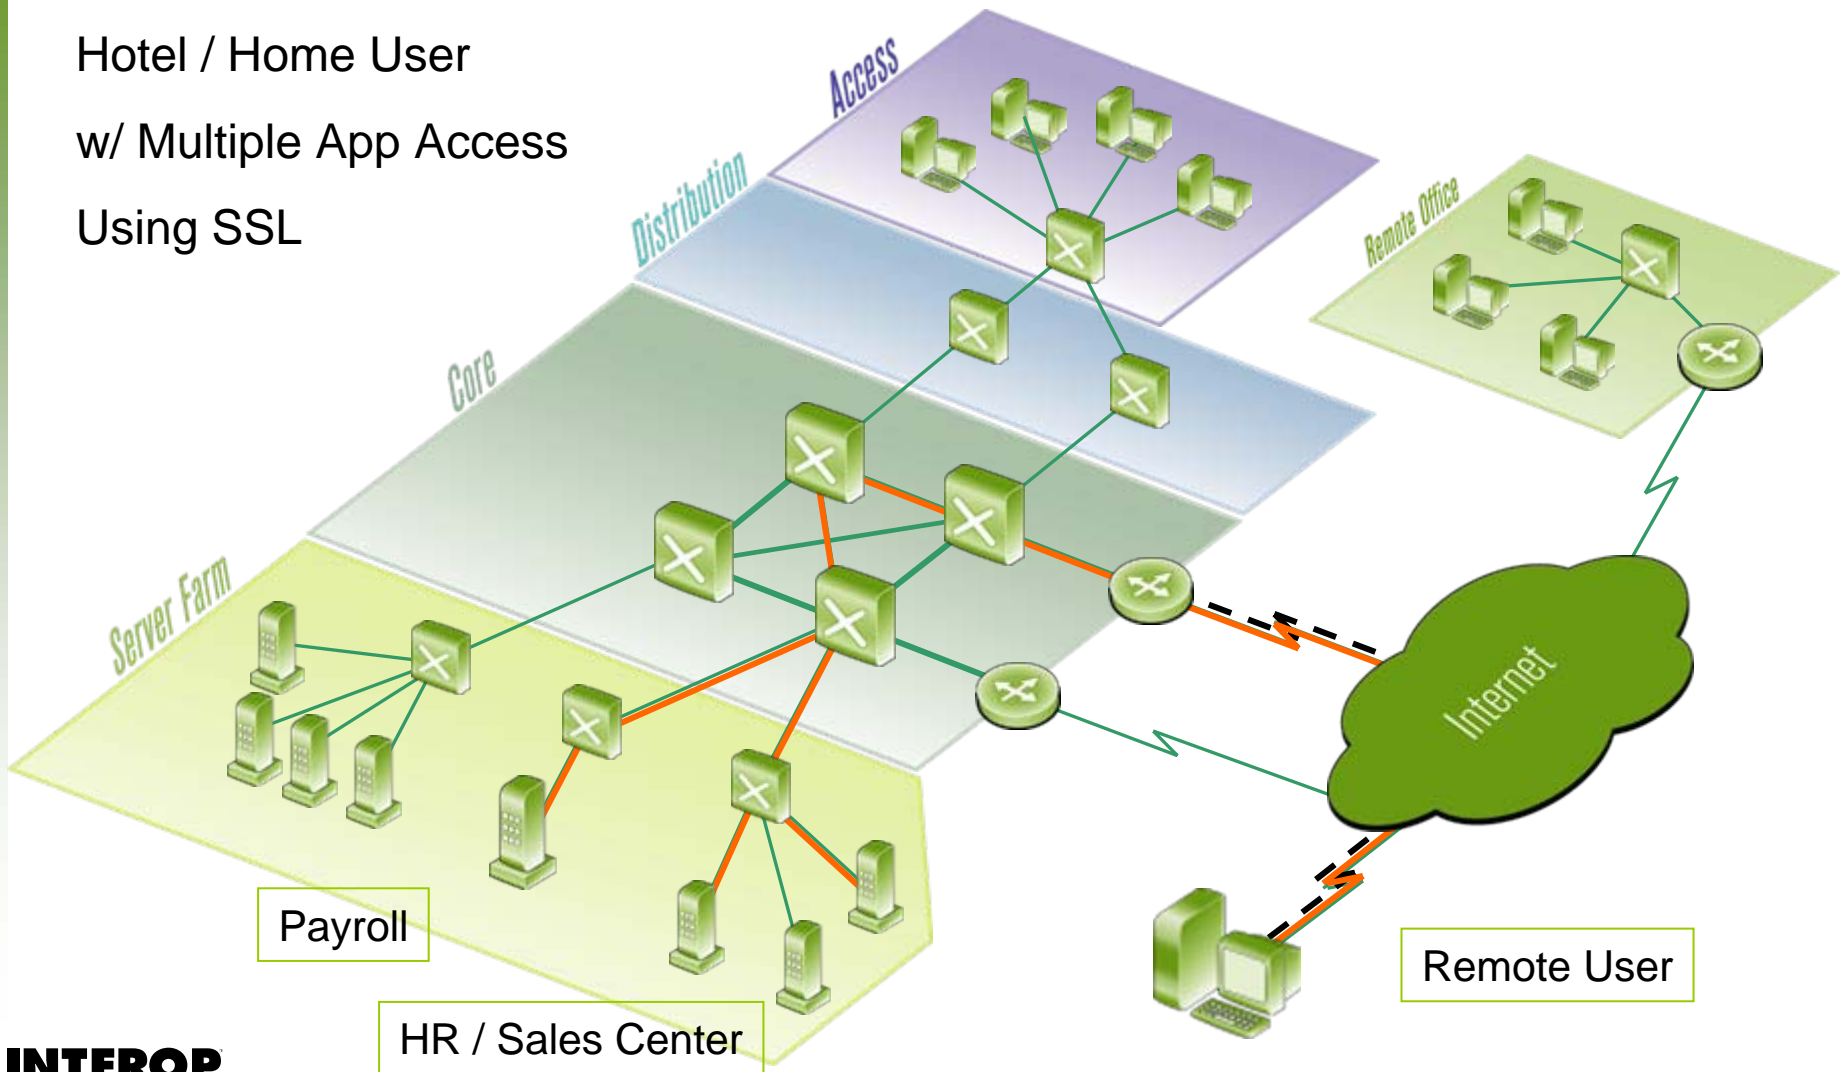 Hotel / Home User
w/ Multiple App Access
Using SSL
Access
Distribution
Remote Office
Core
Server Farm
Internet
Payroll
Remote User
HR / Sales Center
INTEROP